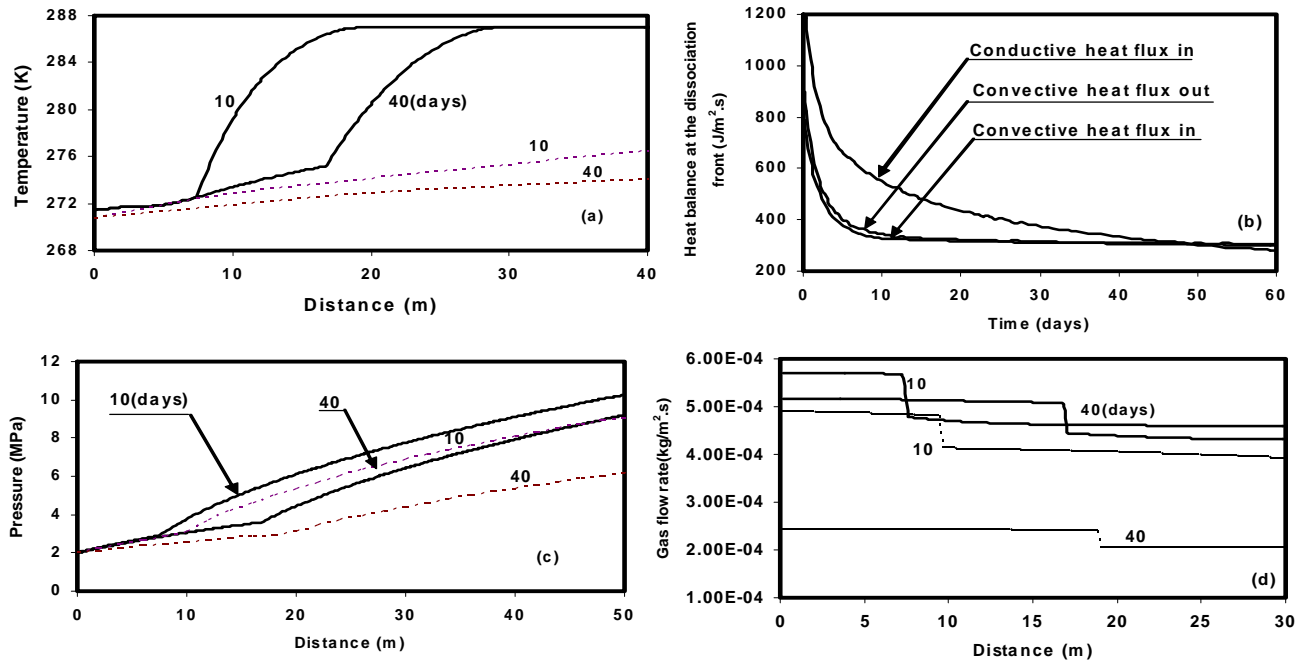 Temperature (K)
288
284
280
276
272
268
10
40(days)
10
40
(a)
0
10
20
30
40
Distance (m)
Heat balance at the dissociation
front (J/m².s)
1200
1000
800
600
400
200
Conductive heat flux in
Convective heat flux out
Convective heat flux in
(b)
0
10
20
30
40
50
60
Time (days)
Pressure (MPa)
12
10
8
6
4
2
0
10(days)
40
10
40
(c)
0
10
20
30
40
50
Distance (m)
Gas flow rate(kg/m².s)
6.00E-04
5.00E-04
4.00E-04
3.00E-04
2.00E-04
1.00E-04
10
40(days)
10
40
(d)
0
5
10
15
20
25
30
Distance (m)